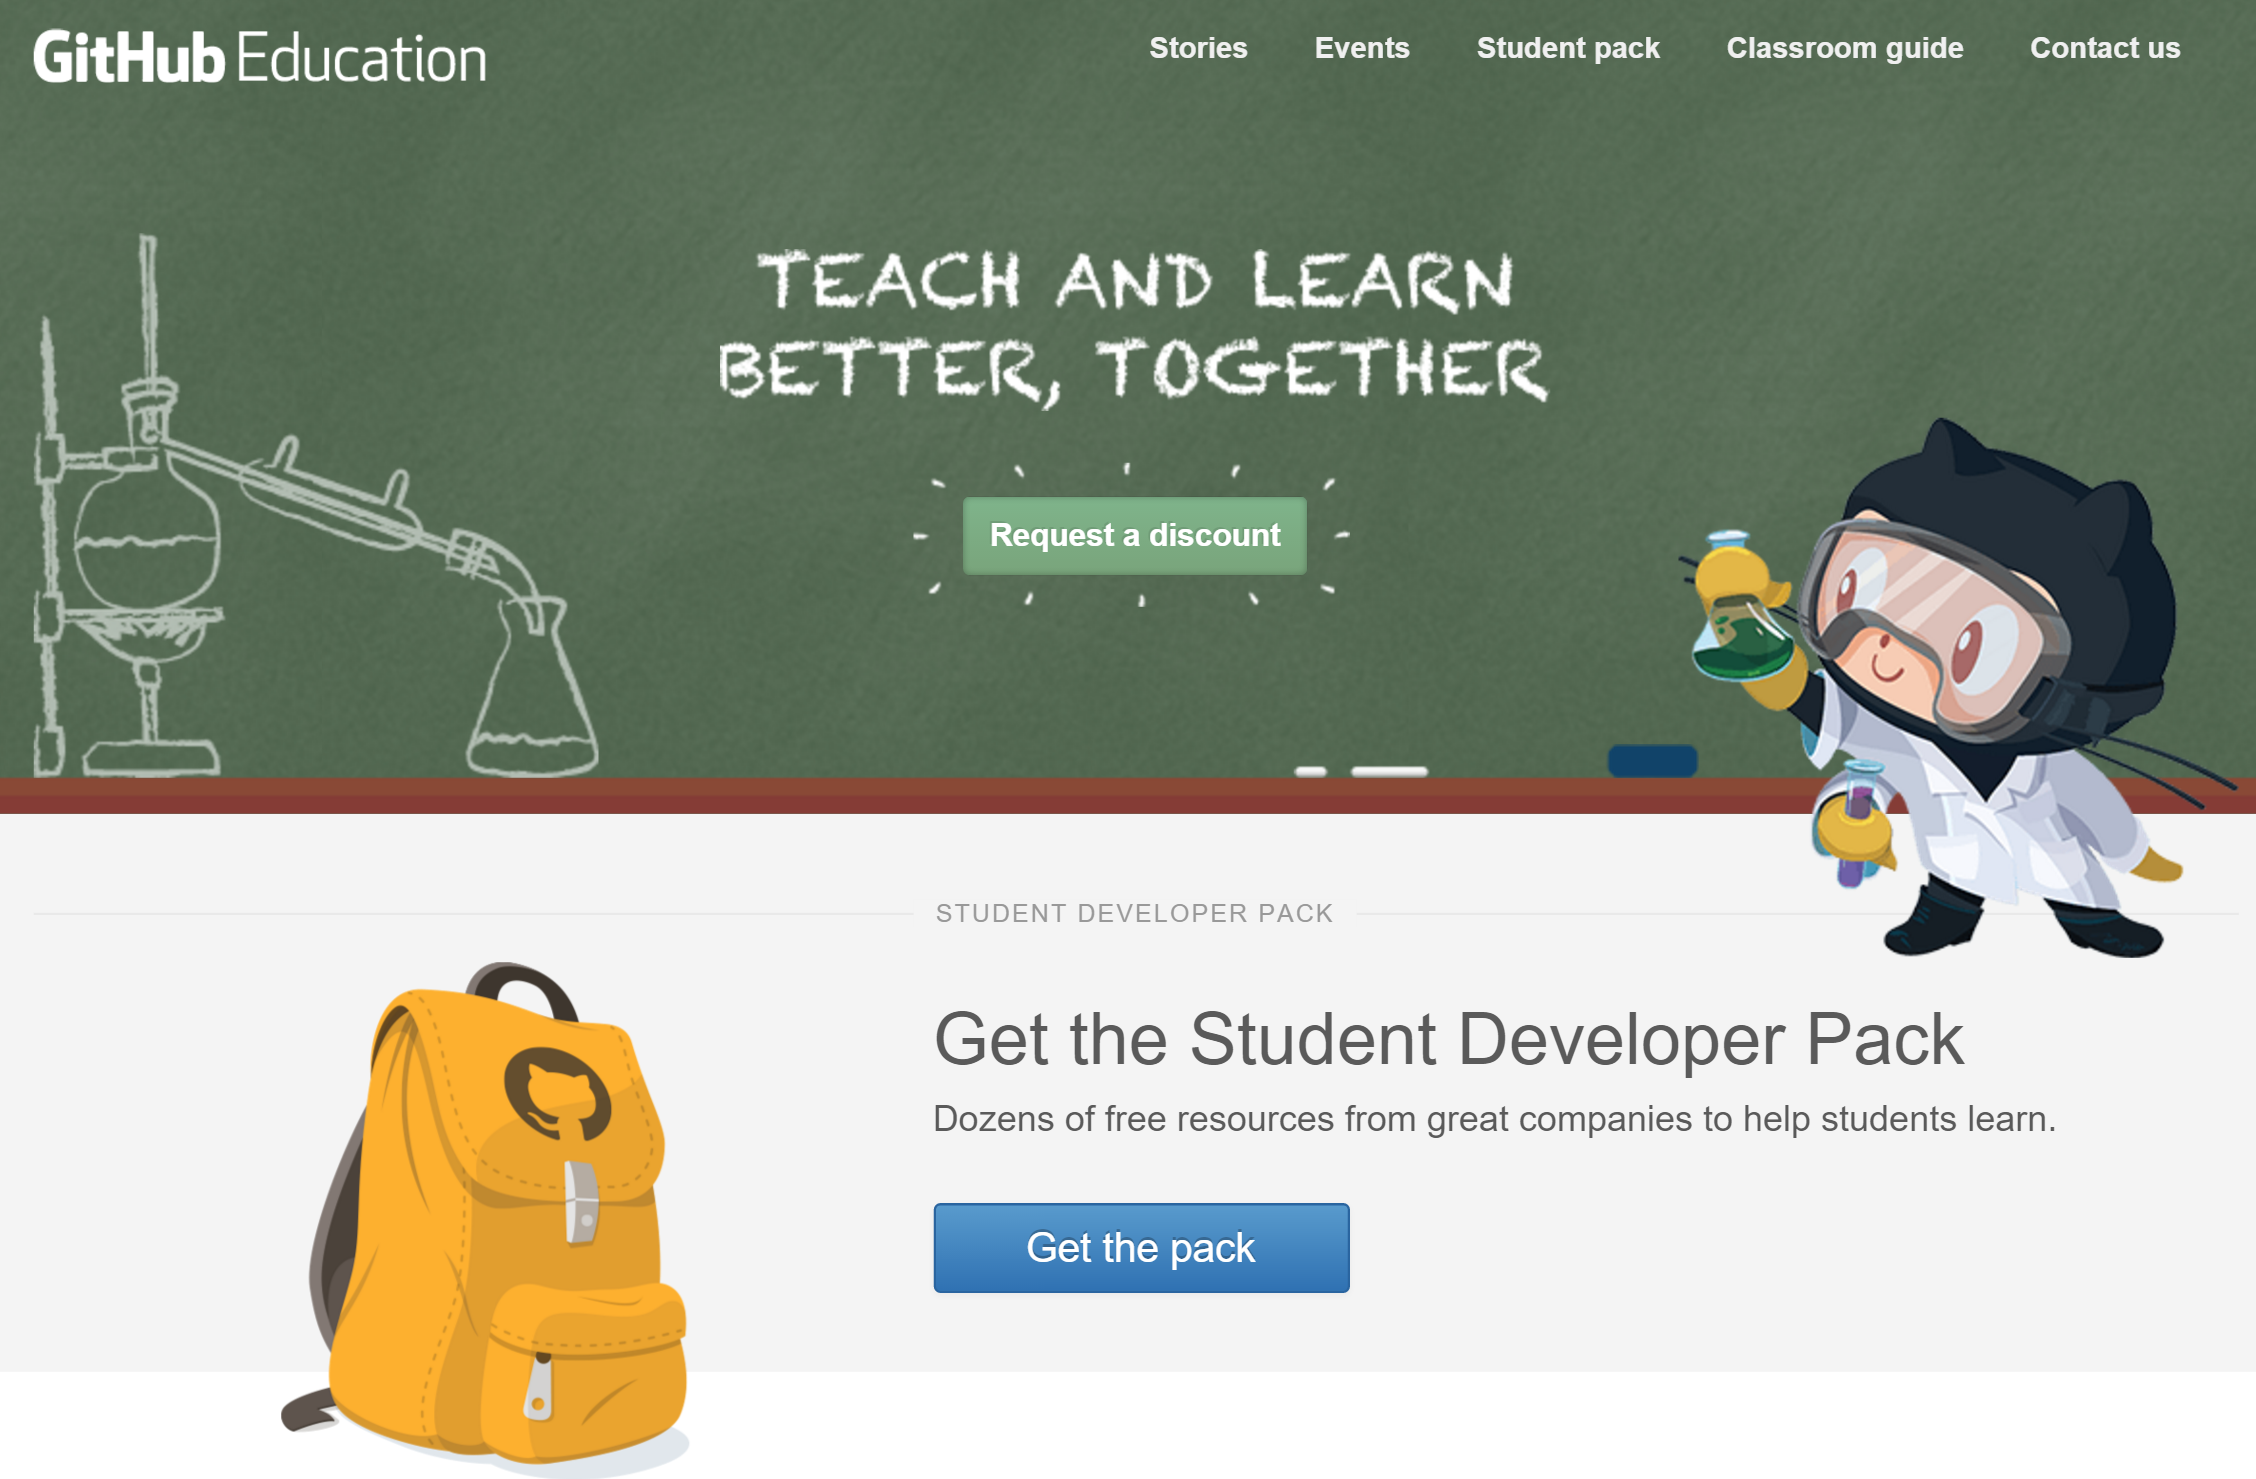 GitHub Education
Stories Events Student pack Classroom guide Contact us
TEACH AND LEARN
BETTER, TOGETHER
Request a discount
STUDENT DEVELOPER PACK
Get the Student Developer Pack
Dozens of free resources from great companies to help students learn.
Get the pack